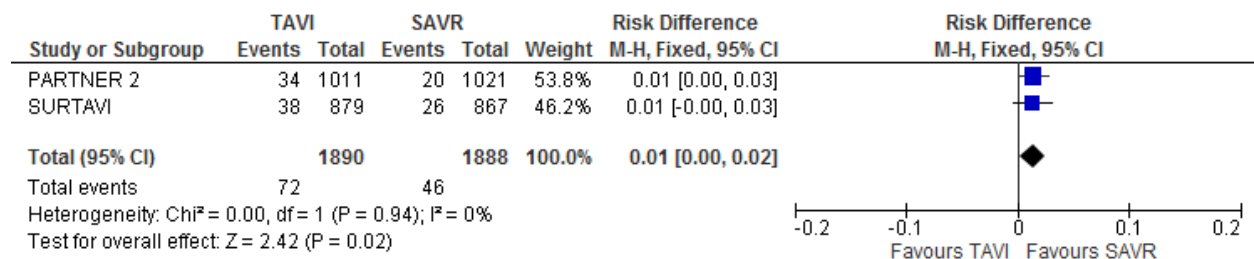 TAVI SAVR Risk Difference Risk Difference
Study or Subgroup Events Total Events Total Weight M-H, Fixed, 95% CI M-H, Fixed, 95% CI
PARTNER 2 34 1011 20 1021 53.8% 0.01 [0.00, 0.03]
SURTAVI 38 879 26 867 46.2% 0.01 [-0.00, 0.03]
Total (95% CI) 1890 1888 100.0% 0.01 [0.00, 0.02]
Total events 72 46
Heterogeneity: Chi² = 0.00, df = 1 (P = 0.94); I² = 0%
Test for overall effect: Z = 2.42 (P = 0.02)
-0.2 -0.1 0 0.1 0.2
Favours TAVI Favours SAVR